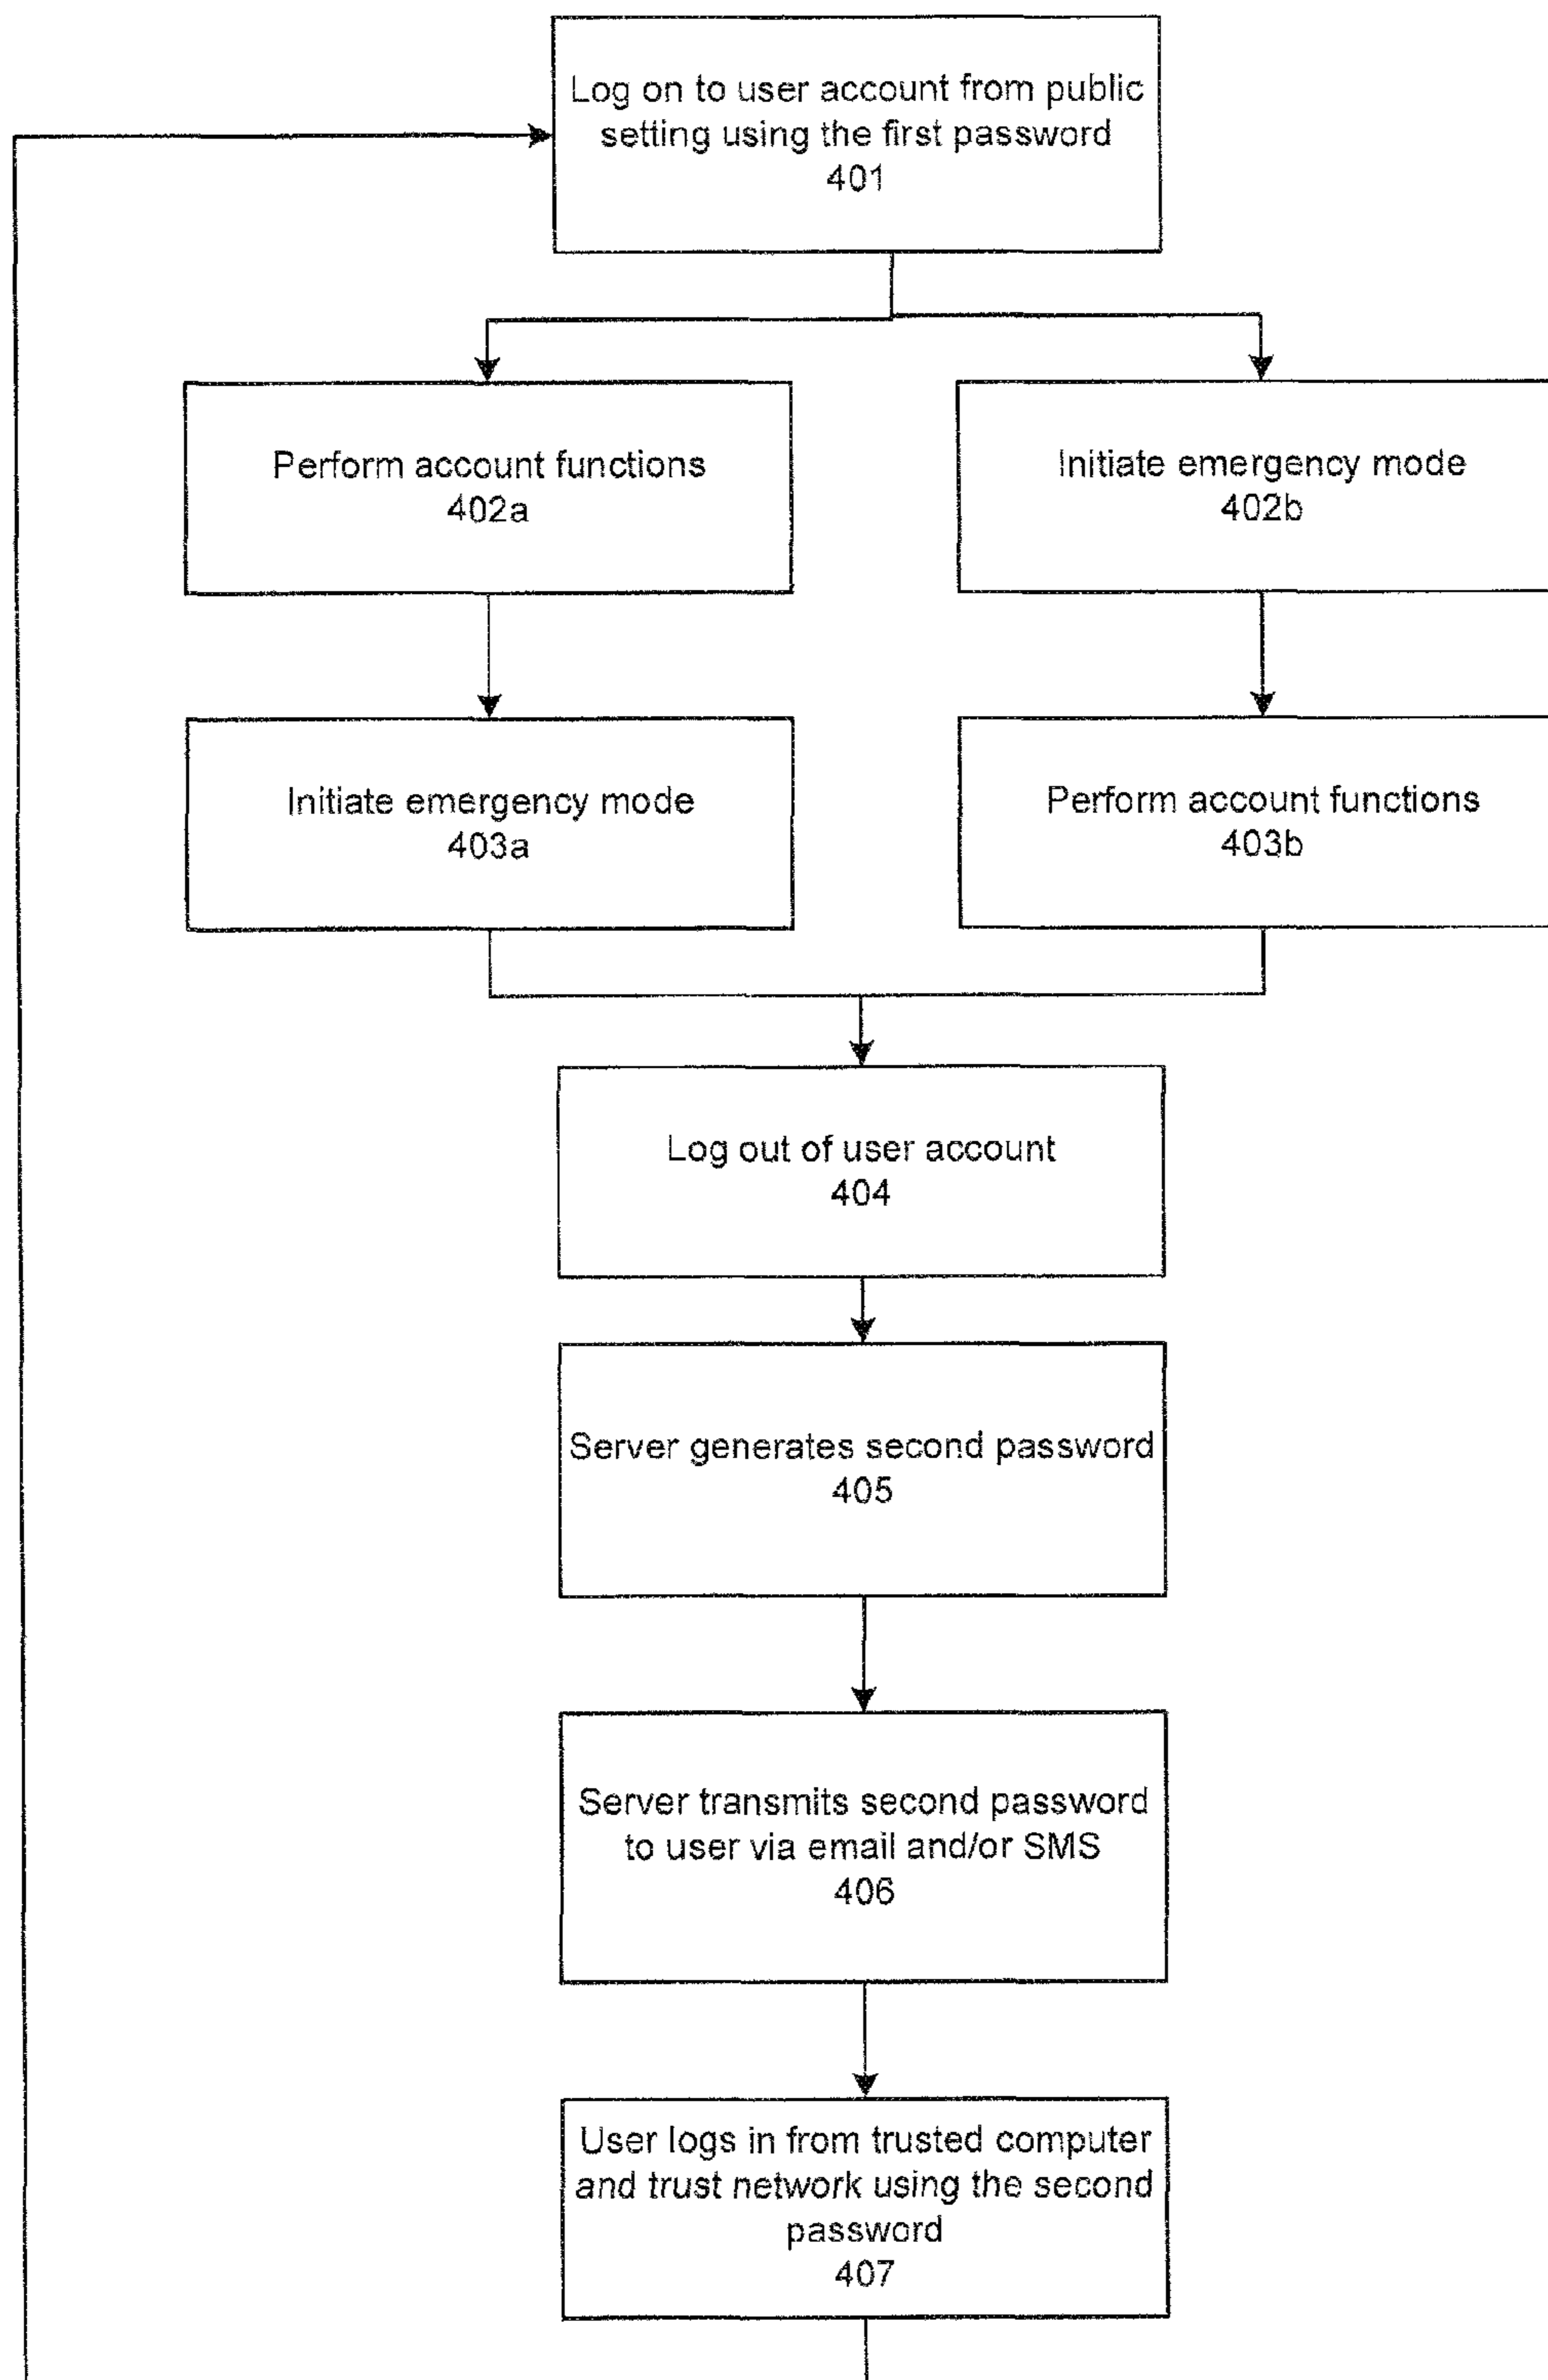 Log on to user account from public
setting using the first password
401
Perform account functions
402a
Initiate emergency mode
402b
Initiate emergency mode
403a
Perform account functions
403b
Log out of user account
404
Server generates second password
405
Server transmits second password
to user via email and/or SMS
406
User logs in from trusted computer
and trust network using the second
password
407